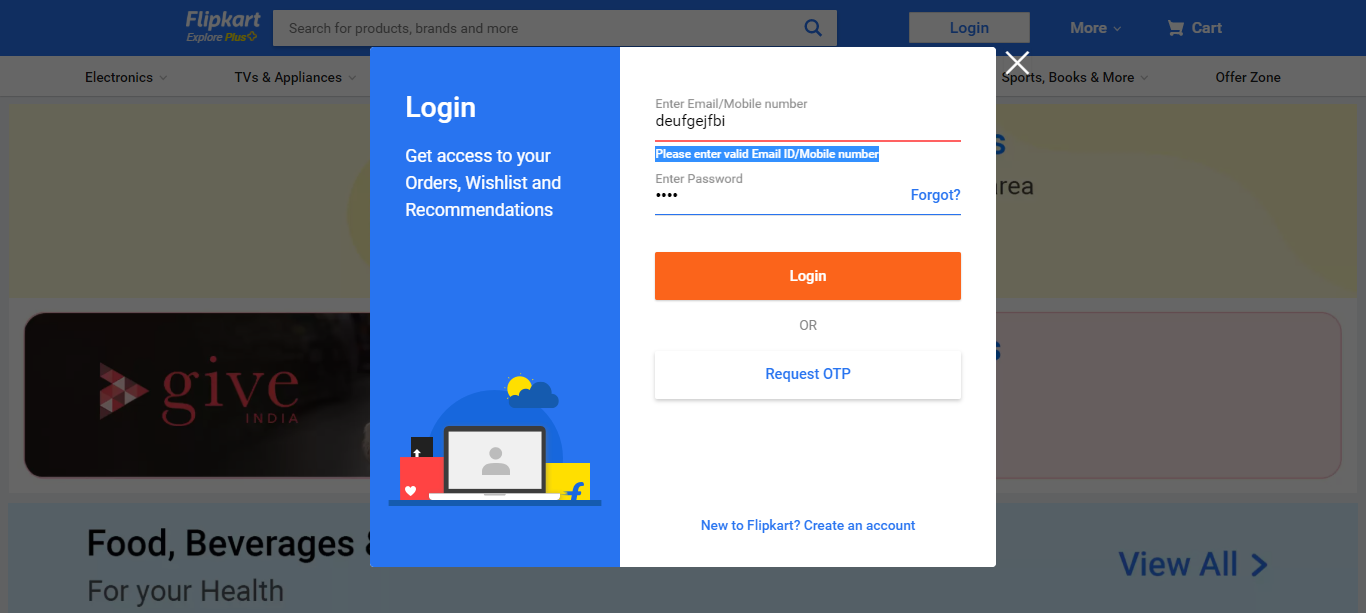 Flipkart
Explore Plus
Search for products, brands and more
Login
More
Cart
Electronics
TVs & Appliances
Sports, Books & More
Offer Zone
Login
Get access to your
Orders, Wishlist and
Recommendations
Enter Email/Mobile number
deufgejfbi
Please enter valid Email ID/Mobile number
Enter Password
••••
Forgot?
Login
OR
Request OTP
New to Flipkart? Create an account
give
INDIA
Food, Beverages &
For your Health
View All